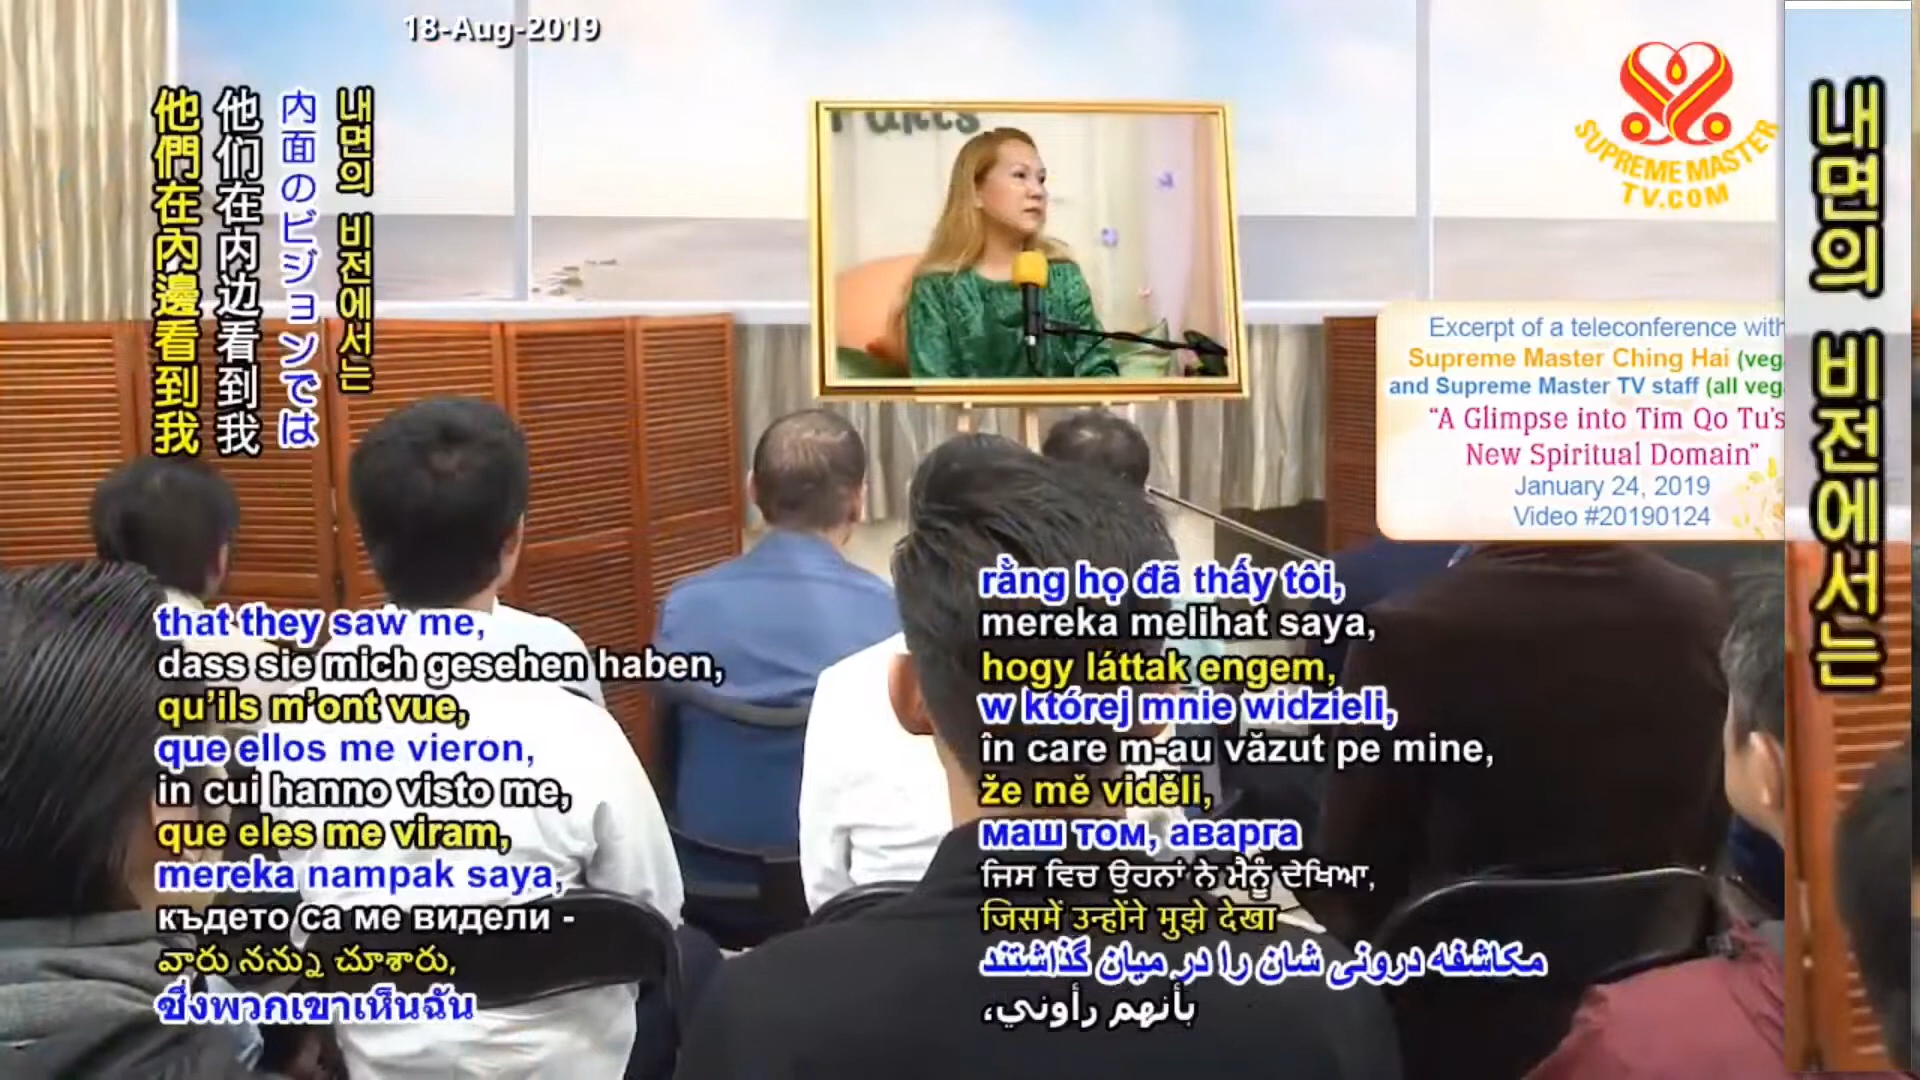 18-Aug-2019
내면의 비전에서는
内面のビジョンでは
他们在内边看到我
他們在內邊看到我
SUPREME MASTER
TV.COM
Excerpt of a teleconference with
Supreme Master Ching Hai
and Supreme Master TV staff (all
"A Glimpse into Tim Qo Tu's
New Spiritual Domain"
January 24, 2019
Video #20190124
내면의 비전에서는
that they saw me,
dass sie mich gesehen haben,
qu'ils m'ont vue,
que ellos me vieron,
in cui hanno visto me,
que eles me viram,
mereka nampak saya,
където са ме видели -
వారు నన్ను చూశారు,
ซึ่งพวกเขาเห็นฉัน
rằng họ đã thấy tôi,
mereka melihat saya,
hogy láttak engem,
w której mnie widzieli,
în care m-au văzut pe mine,
že mě viděli,
маш том, аварга
ਜਿਸ ਵਿਚ ਉਹਨਾਂ ਨੇ ਮੈਨੂੰ ਦੇਖਿਆ,
जिसमें उन्होंने मुझे देखा
مکاشفه درونی شان را در میان گذاشتند
بأنهم رأوني،